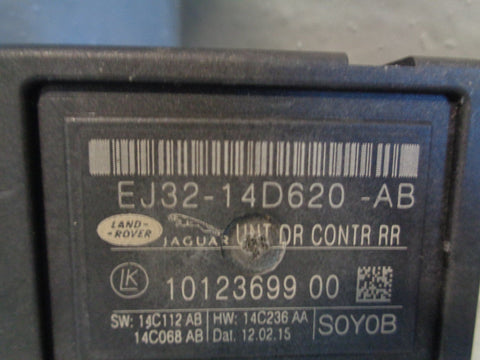 EJ32-14D620-AB
LAND-
ROVER
JAGUAR UNT DR CONTR RR
LK 10123699 00
SW: 14C112 AB HW: 14C236 AA
14C068 AB Dat. 12.02.15
S0Y0B